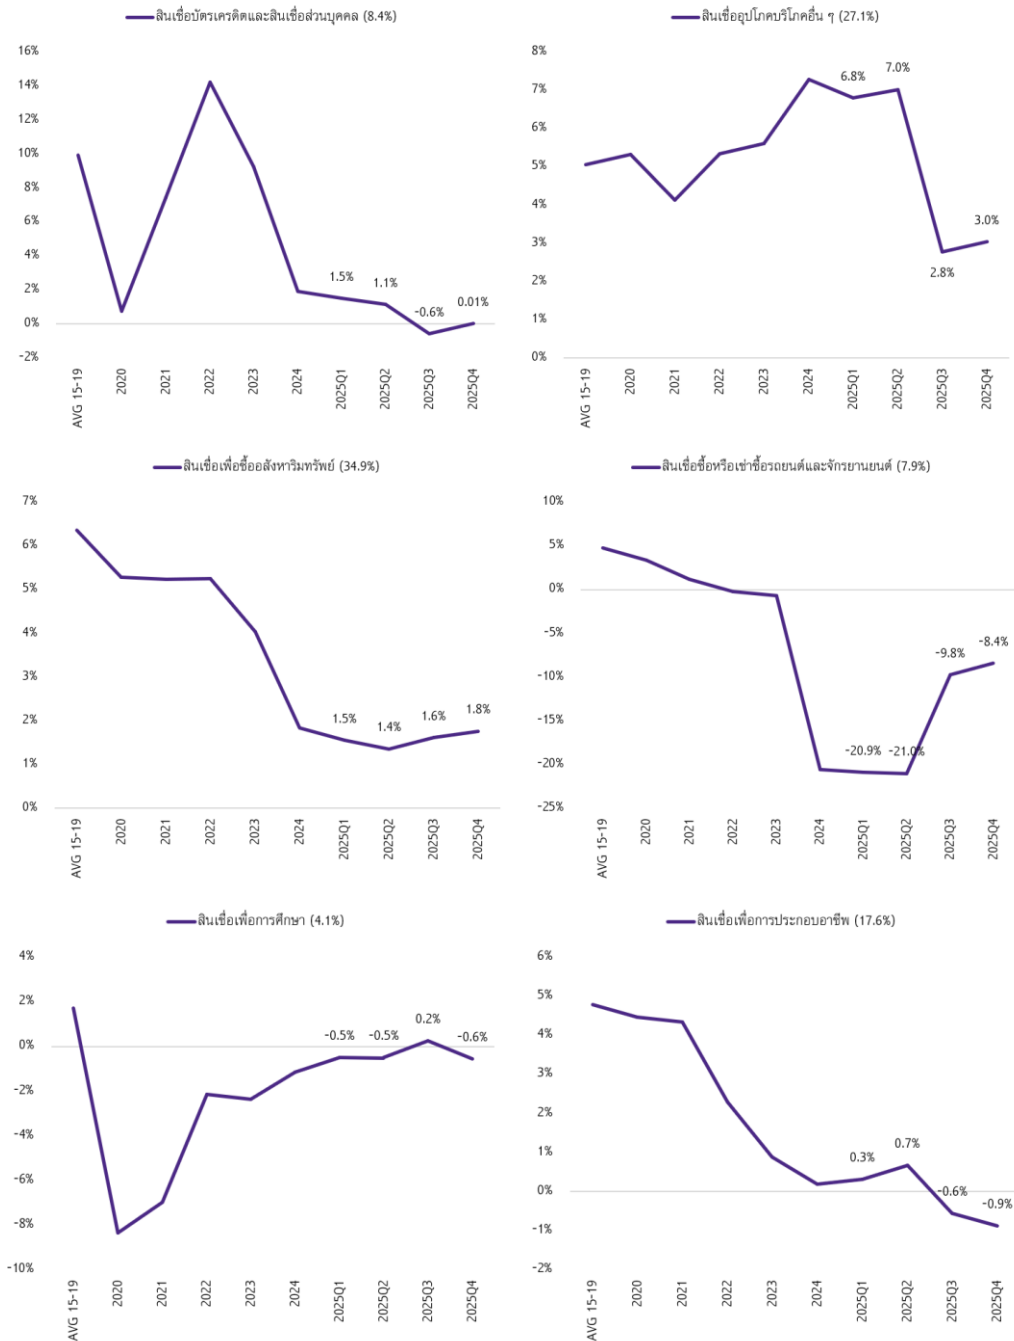 สินเชื่อบัตรเครดิตและสินเชื่อส่วนบุคคล (8.4%)
16%
14%
12%
10%
8%
6%
4%
2%
0%
-2%
1.5%
1.1%
-0.6%
0.01%
AVG 15-19
2020
2021
2022
2023
2024
2025Q1
2025Q2
2025Q3
2025Q4
สินเชื่ออุปโภคบริโภคอื่น ๆ (27.1%)
8%
7%
6%
5%
4%
3%
2%
1%
0%
6.8%
7.0%
2.8%
3.0%
AVG 15-19
2020
2021
2022
2023
2024
2025Q1
2025Q2
2025Q3
2025Q4
สินเชื่อเพื่อซื้ออสังหาริมทรัพย์ (34.9%)
7%
6%
5%
4%
3%
2%
1%
0%
1.5%
1.4%
1.6%
1.8%
AVG 15-19
2020
2021
2022
2023
2024
2025Q1
2025Q2
2025Q3
2025Q4
สินเชื่อซื้อหรือเช่าซื้อรถยนต์และจักรยานยนต์ (7.9%)
10%
5%
0%
-5%
-10%
-15%
-20%
-25%
-20.9%
-21.0%
-9.8%
-8.4%
AVG 15-19
2020
2021
2022
2023
2024
2025Q1
2025Q2
2025Q3
2025Q4
สินเชื่อเพื่อการศึกษา (4.1%)
4%
2%
0%
-2%
-4%
-6%
-8%
-10%
-0.5%
-0.5%
0.2%
-0.6%
AVG 15-19
2020
2021
2022
2023
2024
2025Q1
2025Q2
2025Q3
2025Q4
สินเชื่อเพื่อการประกอบอาชีพ (17.6%)
6%
5%
4%
3%
2%
1%
0%
-1%
-2%
0.3%
0.7%
-0.6%
-0.9%
AVG 15-19
2020
2021
2022
2023
2024
2025Q1
2025Q2
2025Q3
2025Q4